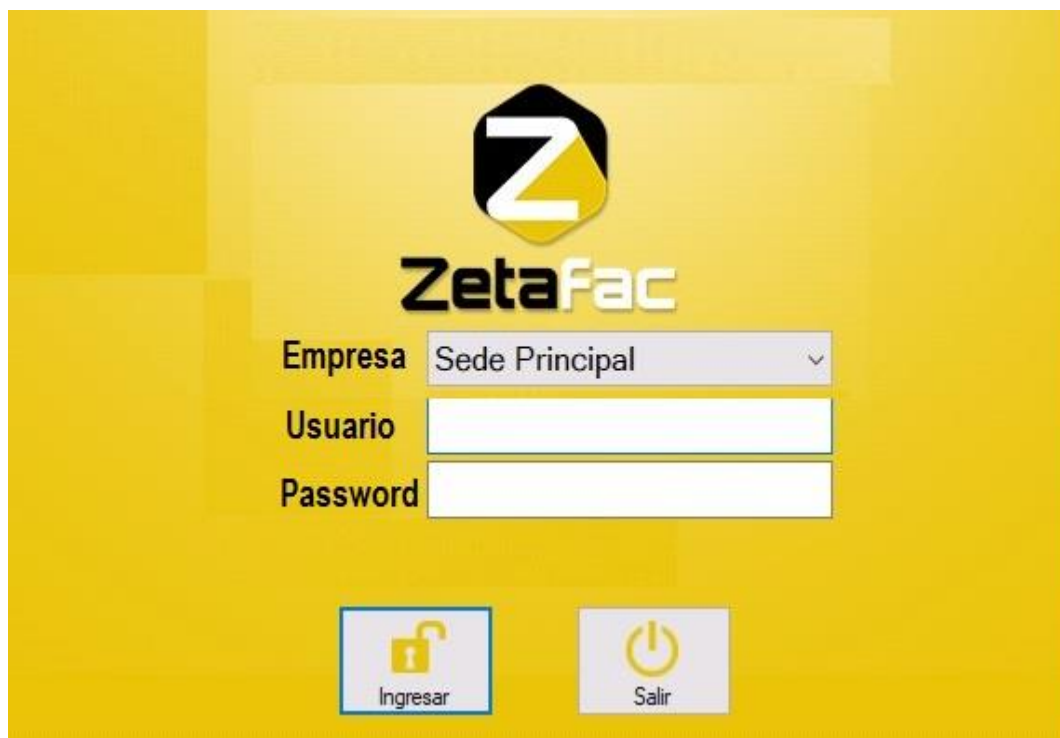 Z
ZetaFac
Empresa Sede Principal
Usuario
Password
Ingresar Salir